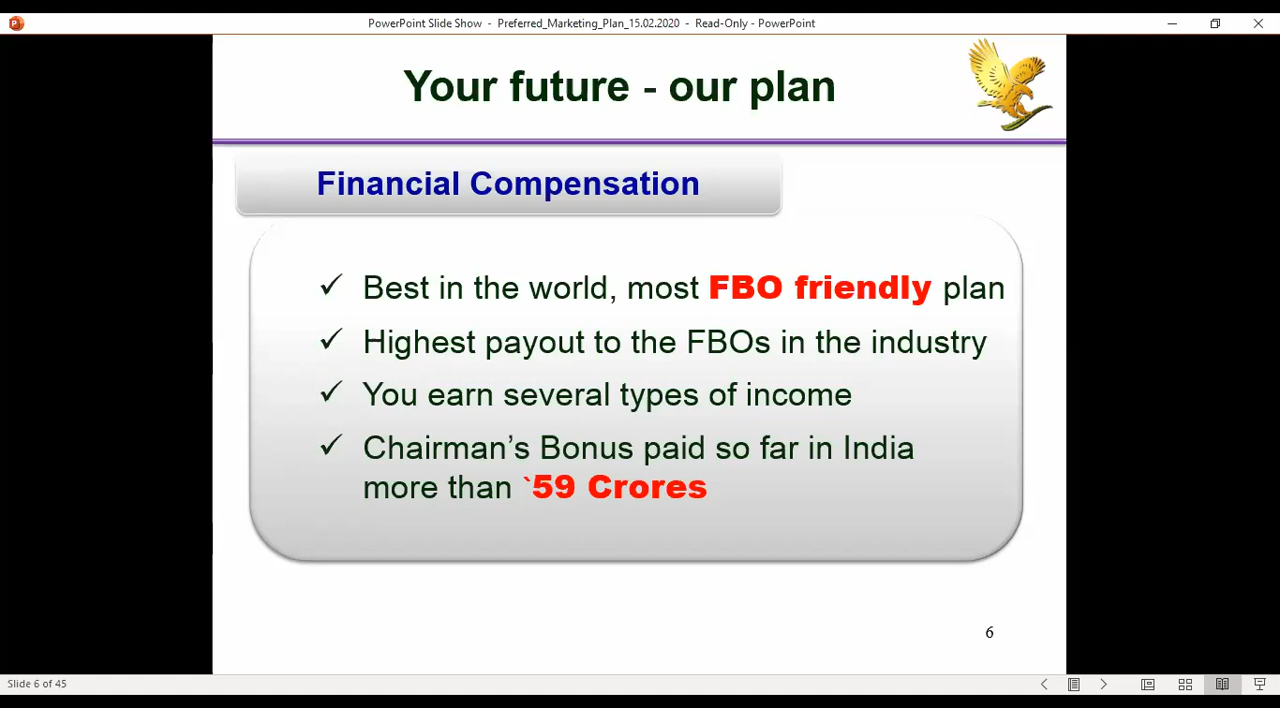 PowerPoint Slide Show - Preferred_Marketing_Plan_15.02.2020 - Read-Only - PowerPoint
Your future - our plan
Financial Compensation
✓ Best in the world, most FBO friendly plan
✓ Highest payout to the FBOs in the industry
✓ You earn several types of income
✓ Chairman’s Bonus paid so far in India
more than `59 Crores
6
Slide 6 of 45